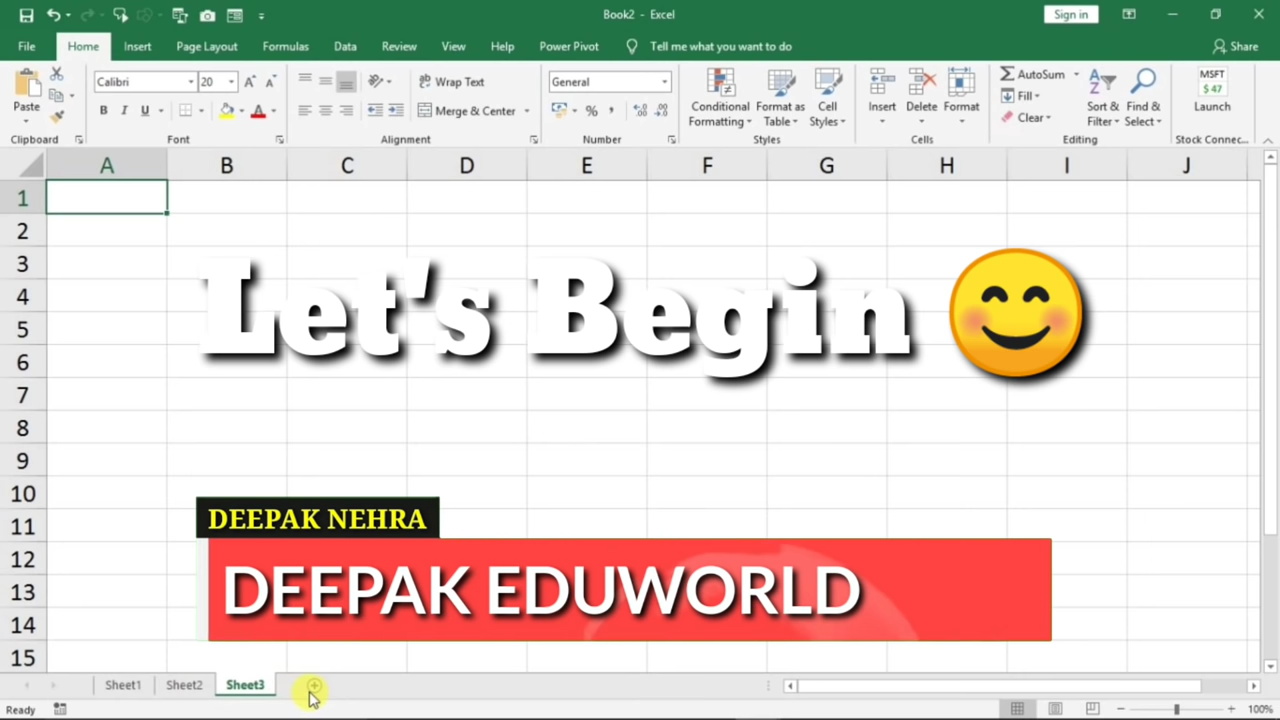 Book2 - Excel
Sign in
File Home Insert Page Layout Formulas Data Review View Help Power Pivot Tell me what you want to do Share
Calibri 20 Wrap Text General AutoSum MSFT
Paste B I U Merge & Center % , Conditional Formatting Format as Table Cell Styles Insert Delete Format Fill Clear Sort & Filter Find & Select $ 47 Launch
Clipboard Font Alignment Number Styles Cells Editing Stock Connec...
A B C D E F G H I J
1
2
3
4
5
6
7
8
9
10
11
12
13
14
15
Let's Begin 😊
DEEPAK NEHRA
DEEPAK EDUWORLD
Sheet1 Sheet2 Sheet3
Ready 100%